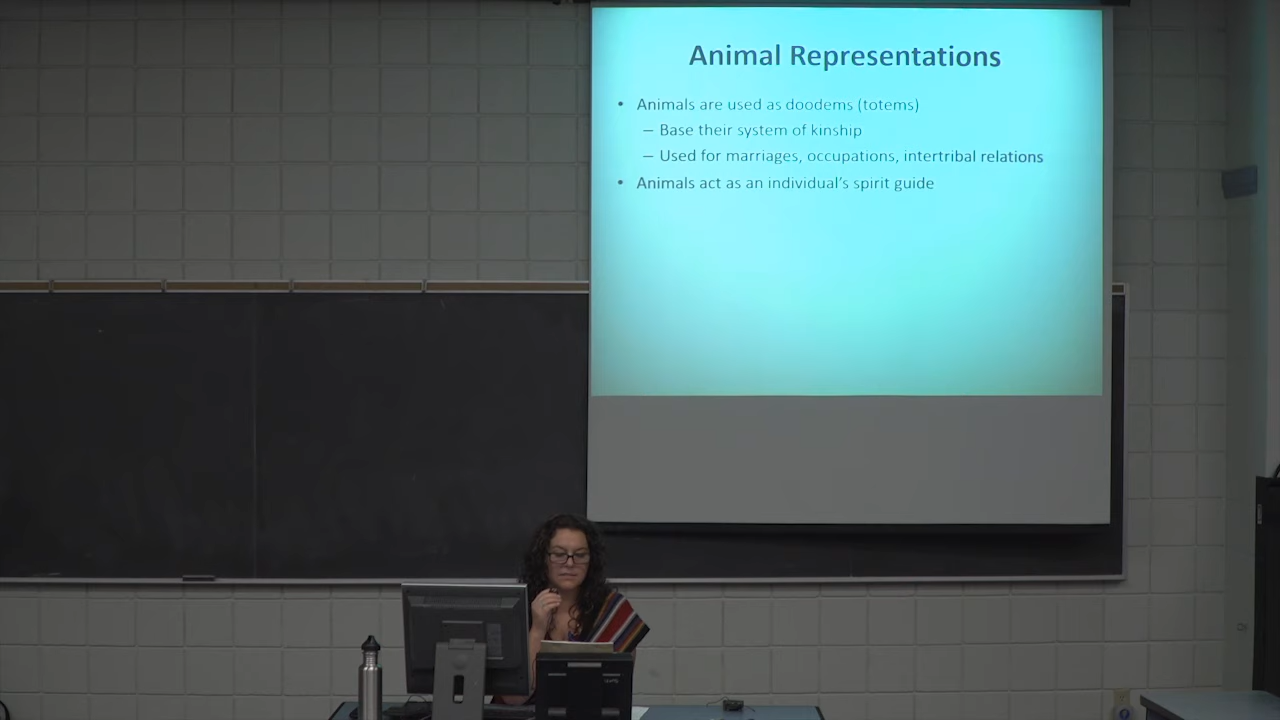 Animal Representations
• Animals are used as doodems (totems)
– Base their system of kinship
– Used for marriages, occupations, intertribal relations
• Animals act as an individual's spirit guide